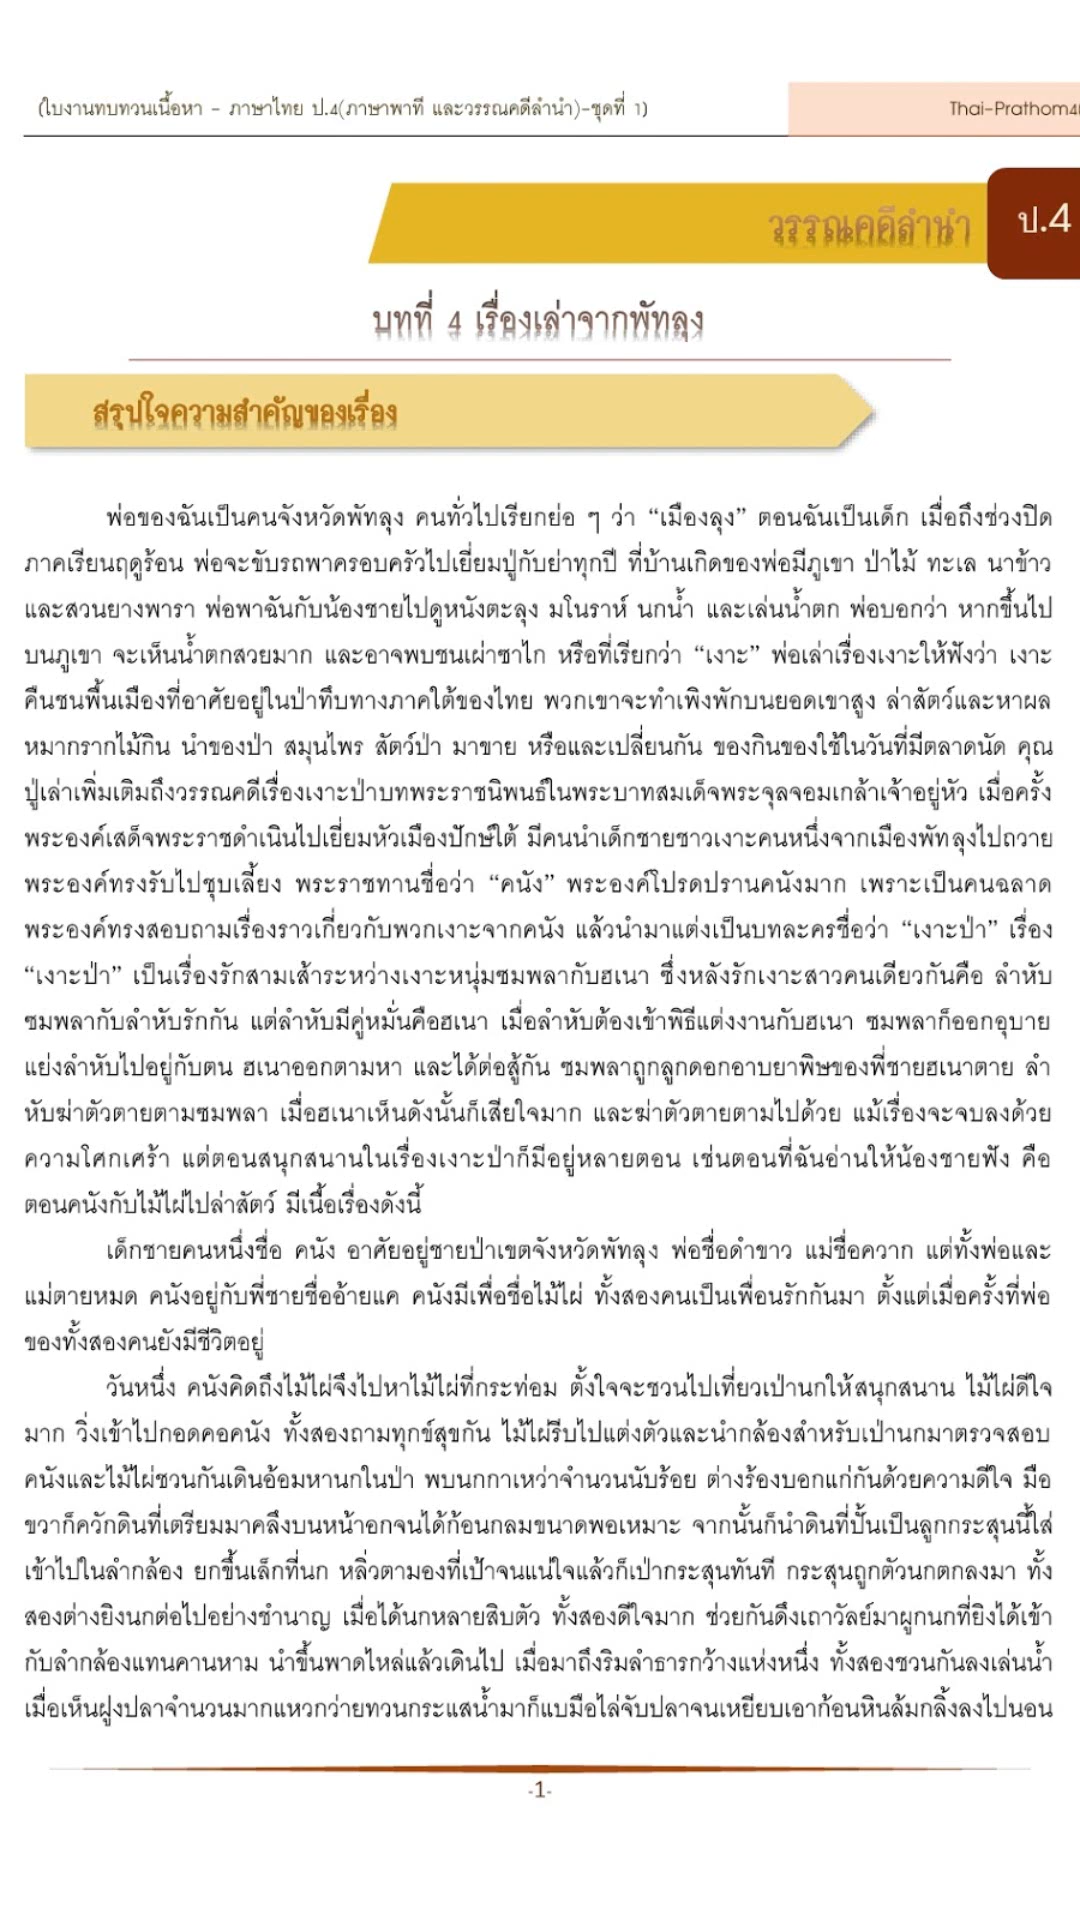 (ใบงานทบทวนเนื้อหา - ภาษาไทย ป.4(ภาษาพาที และวรรณคดีลำนำ)-ชุดที่ 1)
Thai-Prathom4
วรรณคดีลำนำ
ป.4
บทที่ 4 เรื่องเล่าจากพัทลุง
สรุปใจความสำคัญของเรื่อง
พ่อของฉันเป็นคนจังหวัดพัทลุง คนทั่วไปเรียกย่อ ๆ ว่า “เมืองลุง” ตอนฉันเป็นเด็ก เมื่อถึงช่วงปิด
ภาคเรียนฤดูร้อน พ่อจะขับรถพาครอบครัวไปเยี่ยมปู่กับย่าทุกปี ที่บ้านเกิดของพ่อมีภูเขา ป่าไม้ ทะเล นาข้าว
และสวนยางพารา พ่อพาฉันกับน้องชายไปดูหนังตะลุง มโนราห์ นกน้ำ และเล่นน้ำตก พ่อบอกว่า หากขึ้นไป
บนภูเขา จะเห็นน้ำตกสวยมาก และอาจพบชนเผ่าซาไก หรือที่เรียกว่า “เงาะ” พ่อเล่าเรื่องเงาะให้ฟังว่า เงาะ
คืนชนพื้นเมืองที่อาศัยอยู่ในป่าทึบทางภาคใต้ของไทย พวกเขาจะทำเพิงพักบนยอดเขาสูง ล่าสัตว์และหาผล
หมากรากไม้กิน นำของป่า สมุนไพร สัตว์ป่า มาขาย หรือและเปลี่ยนกัน ของกินของใช้ในวันที่มีตลาดนัด คุณ
ปู่เล่าเพิ่มเติมถึงวรรณคดีเรื่องเงาะป่าบทพระราชนิพนธ์ในพระบาทสมเด็จพระจุลจอมเกล้าเจ้าอยู่หัว เมื่อครั้ง
พระองค์เสด็จพระราชดำเนินไปเยี่ยมหัวเมืองปักษ์ใต้ มีคนนำเด็กชายชาวเงาะคนหนึ่งจากเมืองพัทลุงไปถวาย
พระองค์ทรงรับไปชุบเลี้ยง พระราชทานชื่อว่า “คนัง” พระองค์โปรดปรานคนังมาก เพราะเป็นคนฉลาด
พระองค์ทรงสอบถามเรื่องราวเกี่ยวกับพวกเงาะจากคนัง แล้วนำมาแต่งเป็นบทละครชื่อว่า “เงาะป่า” เรื่อง
“เงาะป่า” เป็นเรื่องรักสามเส้าระหว่างเงาะหนุ่มซมพลากับฮเนา ซึ่งหลังรักเงาะสาวคนเดียวกันคือ ลำหับ
ซมพลากับลำหับรักกัน แต่ลำหับมีคู่หมั่นคือฮเนา เมื่อลำหับต้องเข้าพิธีแต่งงานกับฮเนา ซมพลาก็ออกอุบาย
แย่งลำหับไปอยู่กับตน ฮเนาออกตามหา และได้ต่อสู้กัน ซมพลาถูกลูกดอกอาบยาพิษของพี่ชายฮเนาตาย ลำ
หับฆ่าตัวตายตามซมพลา เมื่อฮเนาเห็นดังนั้นก็เสียใจมาก และฆ่าตัวตายตามไปด้วย แม้เรื่องจะจบลงด้วย
ความโศกเศร้า แต่ตอนสนุกสนานในเรื่องเงาะป่าก็มีอยู่หลายตอน เช่นตอนที่ฉันอ่านให้น้องชายฟัง คือ
ตอนคนังกับไม้ไผ่ไปล่าสัตว์ มีเนื้อเรื่องดังนี้
เด็กชายคนหนึ่งชื่อ คนัง อาศัยอยู่ชายป่าเขตจังหวัดพัทลุง พ่อชื่อดำขาว แม่ชื่อควาก แต่ทั้งพ่อและ
แม่ตายหมด คนังอยู่กับพี่ชายชื่ออ้ายแค คนังมีเพื่อชื่อไม้ไผ่ ทั้งสองคนเป็นเพื่อนรักกันมา ตั้งแต่เมื่อครั้งที่พ่อ
ของทั้งสองคนยังมีชีวิตอยู่
วันหนึ่ง คนังคิดถึงไม้ไผ่จึงไปหาไม้ไผ่ที่กระท่อม ตั้งใจจะชวนไปเที่ยวเป่านกให้สนุกสนาน ไม้ไผ่ดีใจ
มาก วิ่งเข้าไปกอดคอคนัง ทั้งสองถามทุกข์สุขกัน ไม้ไผ่รีบไปแต่งตัวและนำกล้องสำหรับเป่านกมาตรวจสอบ
คนังและไม้ไผ่ชวนกันเดินอ้อมหานกในป่า พบนกกาเหว่าจำนวนนับร้อย ต่างร้องบอกแก่กันด้วยความดีใจ มือ
ขวาก็ควักดินที่เตรียมมาคลึงบนหน้าอกจนได้ก้อนกลมขนาดพอเหมาะ จากนั้นก็นำดินที่ปั้นเป็นลูกกระสุนนี้ใส่
เข้าไปในลำกล้อง ยกขึ้นเล็กที่นก หลิ่วตามองที่เป้าจนแน่ใจแล้วก็เป่ากระสุนทันที กระสุนถูกตัวนกตกลงมา ทั้ง
สองต่างยิงนกต่อไปอย่างชำนาญ เมื่อได้นกหลายสิบตัว ทั้งสองดีใจมาก ช่วยกันดึงเถาวัลย์มาผูกนกที่ยิงได้เข้า
กับลำกล้องแทนคานหาม นำขึ้นพาดไหล่แล้วเดินไป เมื่อมาถึงริมลำธารกว้างแห่งหนึ่ง ทั้งสองชวนกันลงเล่นน้ำ
เมื่อเห็นฝูงปลาจำนวนมากแหวกว่ายทวนกระแสน้ำมาก็แบมือไล่จับปลาจนเหยียบเอาก้อนหินล้มกลิ้งลงไปนอน
-1-